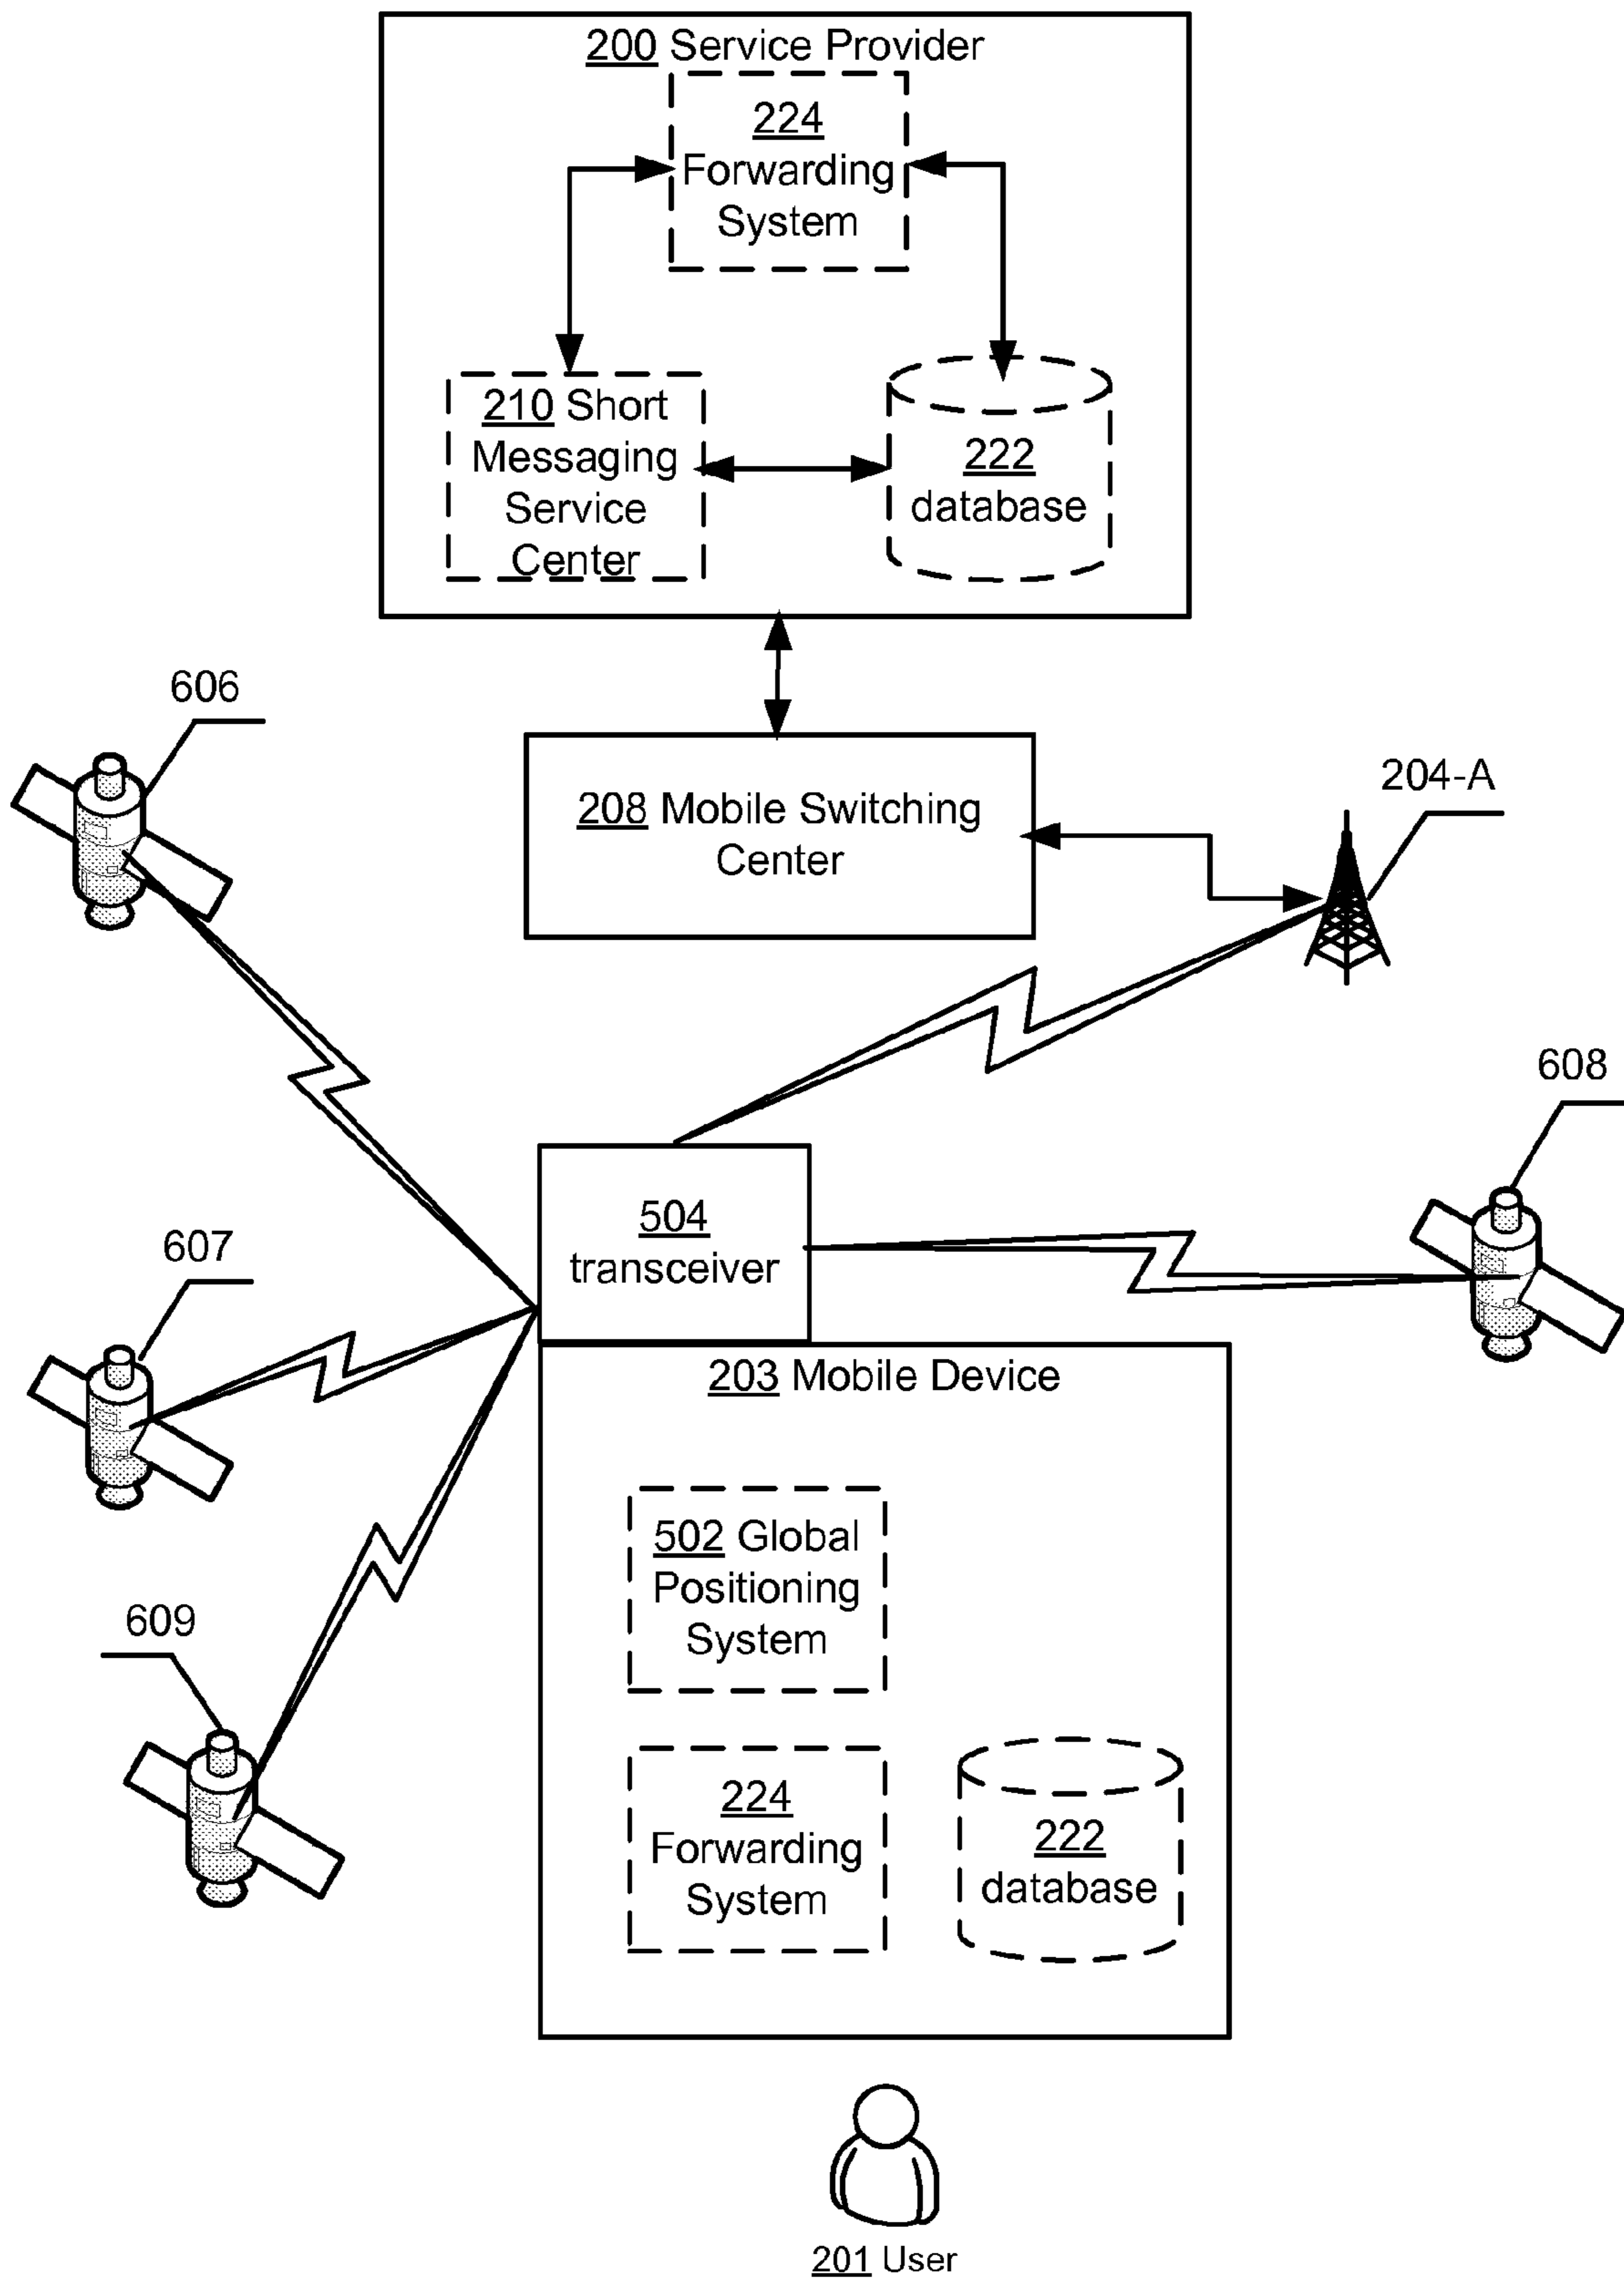 200 Service Provider
224
Forwarding
System
210 Short
Messaging
Service
Center
222
database
606
208 Mobile Switching
Center
204-A
608
504
transceiver
607
203 Mobile Device
502 Global
Positioning
System
609
224
Forwarding
System
222
database
201 User